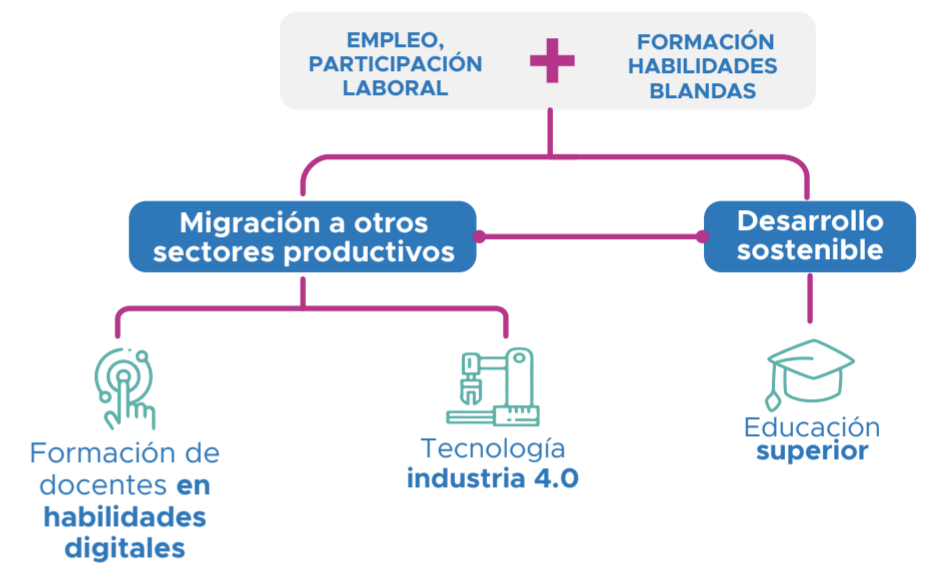 EMPLEO,
PARTICIPACIÓN
LABORAL
FORMACIÓN
HABILIDADES
BLANDAS
Migración a otros
sectores productivos
Desarrollo
sostenible
Formación de
docentes en
habilidades
digitales
Tecnología
industria 4.0
Educación
superior